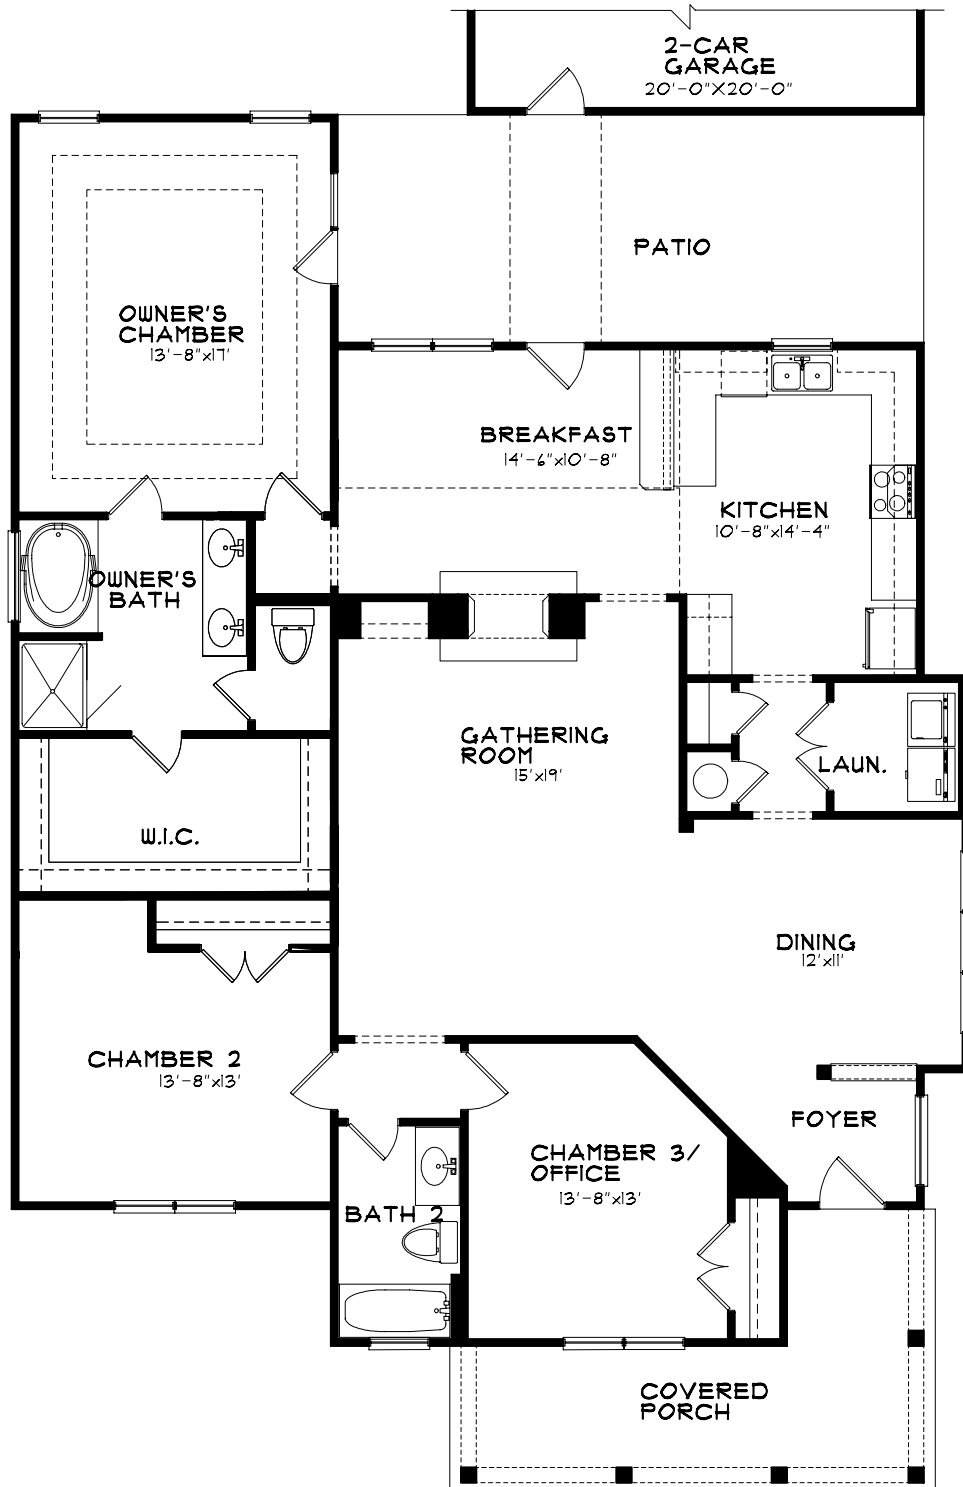 2-CAR
GARAGE
20'-0"X20'-0"
PATIO
OWNER'S
CHAMBER
13'-8"x17'
BREAKFAST
14'-6"x10'-8"
KITCHEN
10'-8"x14'-4"
OWNER'S
BATH
GATHERING
ROOM
15'x19'
LAUN.
W.I.C.
DINING
12'x11'
CHAMBER 2
13'-8"x13'
FOYER
CHAMBER 3/
OFFICE
13'-8"x13'
BATH 2
COVERED
PORCH